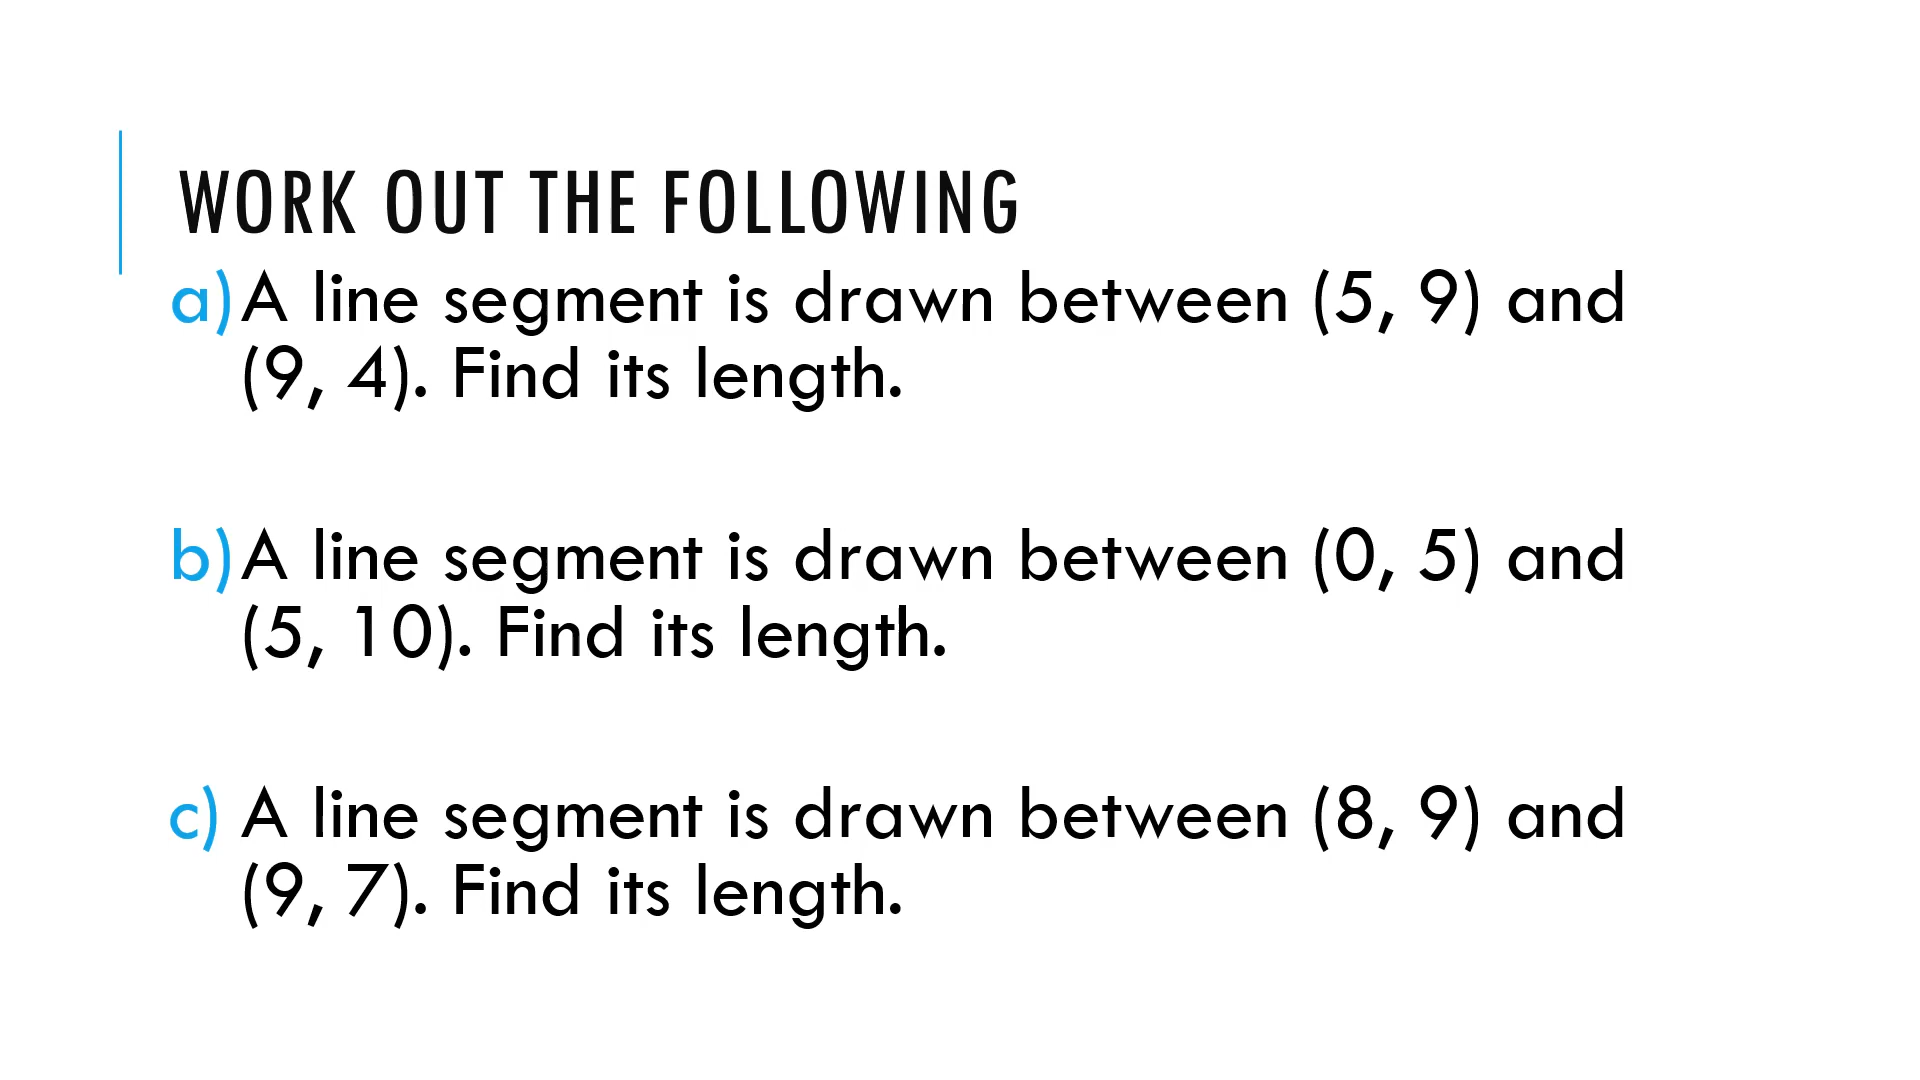 WORK OUT THE FOLLOWING
a) A line segment is drawn between (5, 9) and
(9, 4). Find its length.
b) A line segment is drawn between (0, 5) and
(5, 10). Find its length.
c) A line segment is drawn between (8, 9) and
(9, 7). Find its length.